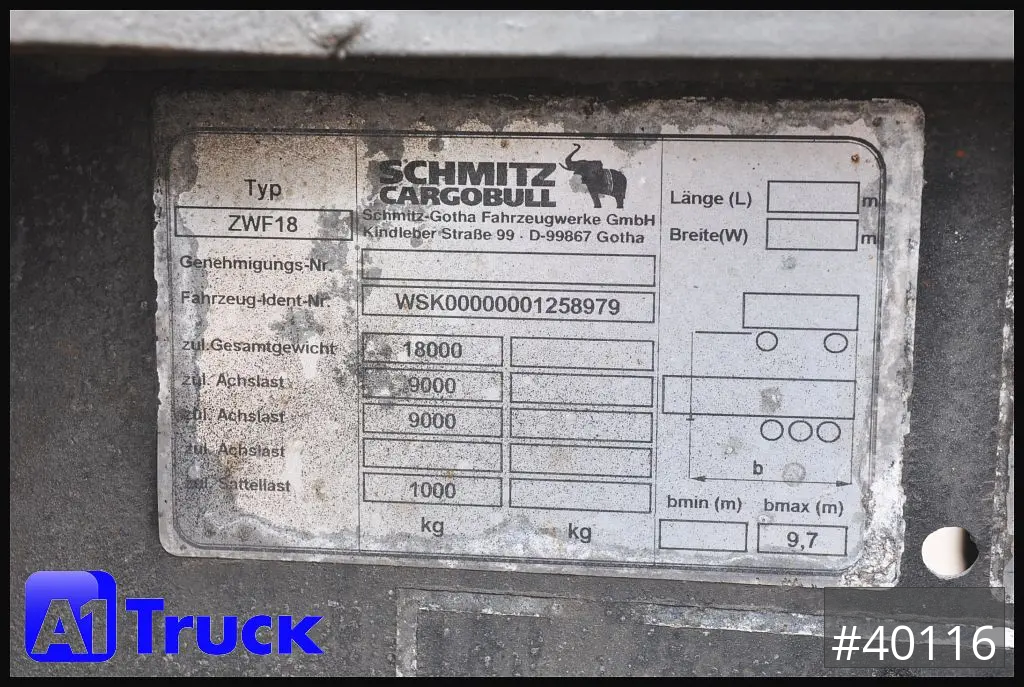 Typ
ZWF18
SCHMITZ
CARGOBULL
Schmitz-Gotha Fahrzeugwerke GmbH
Kindleber Straße 99 · D-99867 Gotha
Länge (L) m
Breite(W) m
Genehmigungs-Nr.
Fahrzeug-Ident-Nr. WSK00000001258979
zul.Gesamtgewicht 18000
zul. Achslast 9000
zul. Achslast 9000
zul. Achslast
zul. Sattellast 1000
kg kg
b
bmin (m) bmax (m)
9,7
A1 Truck
#40116